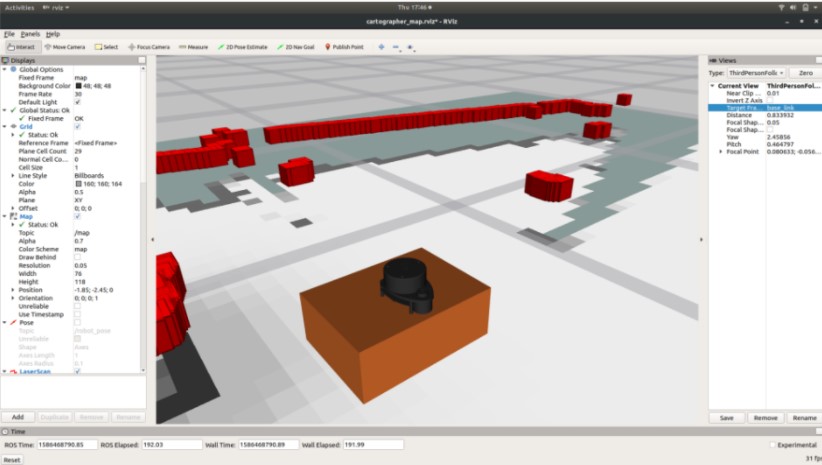 Activities
rviz
Thu 17:46
cartographer_map.rviz* - RViz
File Panels Help
Interact Move Camera Select Focus Camera Measure 2D Pose Estimate 2D Nav Goal Publish Point
Displays
Global Options
Fixed Frame map
Background Color 48; 48; 48
Frame Rate 30
Default Light
Global Status: Ok
Fixed Frame OK
Grid
Status: Ok
Reference Frame <Fixed Frame>
Plane Cell Count 29
Normal Cell Co... 0
Cell Size 1
Line Style Billboards
Color 160; 160; 164
Alpha 0.5
Plane XY
Offset 0; 0; 0
Map
Status: Ok
Topic /map
Alpha 0.7
Color Scheme map
Draw Behind
Resolution 0.05
Width 76
Height 118
Position -1.85; -2.45; 0
Orientation 0; 0; 0; 1
Unreliable
Use Timestamp
Pose
Topic /robot_pose
Unreliable
Shape Axes
Axes Length 1
Axes Radius 0.1
LaserScan
Add Duplicate Remove Rename
Views
Type: ThirdPersonFoll Zero
Current View ThirdPersonFoll
Near Clip ... 0.01
Invert Z Axis
Target Fra... base_link
Distance 0.833932
Focal Shap... 0.05
Focal Shap...
Yaw 2.45856
Pitch 0.464797
Focal Point 0.080633; -0.056...
Save Remove Rename
Time
ROS Time: 1586468790.85 ROS Elapsed: 192.03 Wall Time: 1586468790.89 Wall Elapsed: 191.99 Experimental
Reset 31 fps